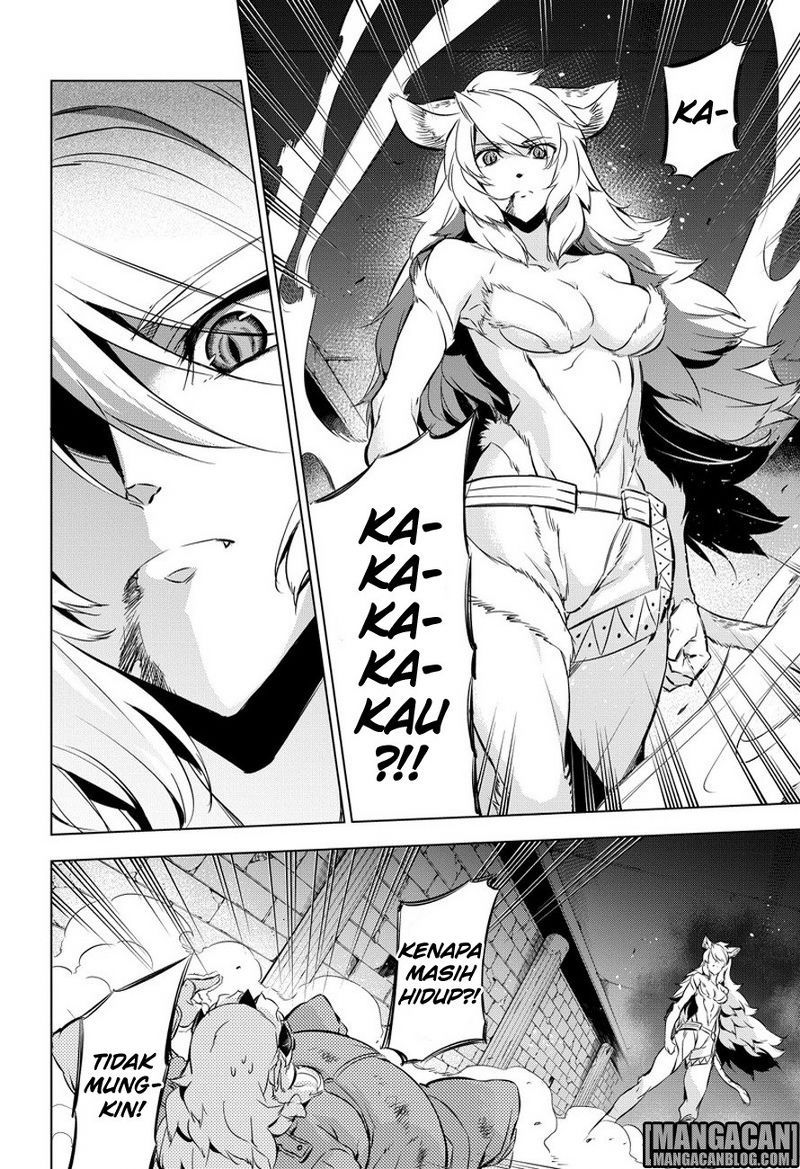 KA-
KA-
KA-
KA-
KA-
KAU
?!!
KENAPA
MASIH
HIDUP?!
TIDAK
MUNG-
KIN!
[MANGACAN]
MANGACANBLOG.COM